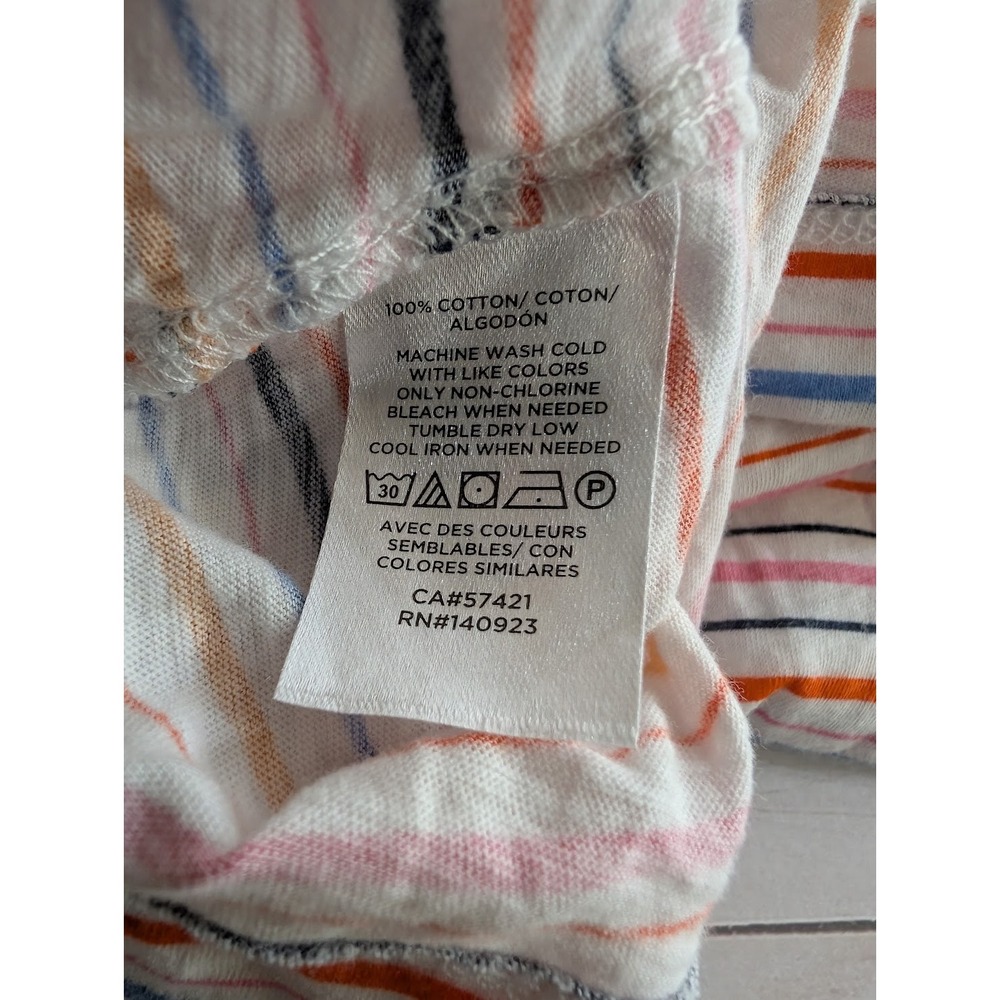 100% COTTON/ COTON/
ALGODÓN
MACHINE WASH COLD
WITH LIKE COLORS
ONLY NON-CHLORINE
BLEACH WHEN NEEDED
TUMBLE DRY LOW
COOL IRON WHEN NEEDED
30 P
AVEC DES COULEURS
SEMBLABLES/ CON
COLORES SIMILARES
CA#57421
RN#140923